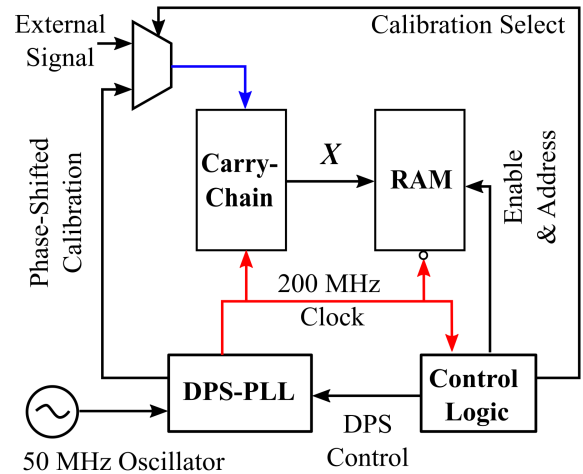 External
Signal
Calibration Select
Phase-Shifted
Calibration
Carry-
Chain
X
RAM
Enable
& Address
200 MHz
Clock
DPS-PLL
Control
Logic
DPS
Control
50 MHz Oscillator